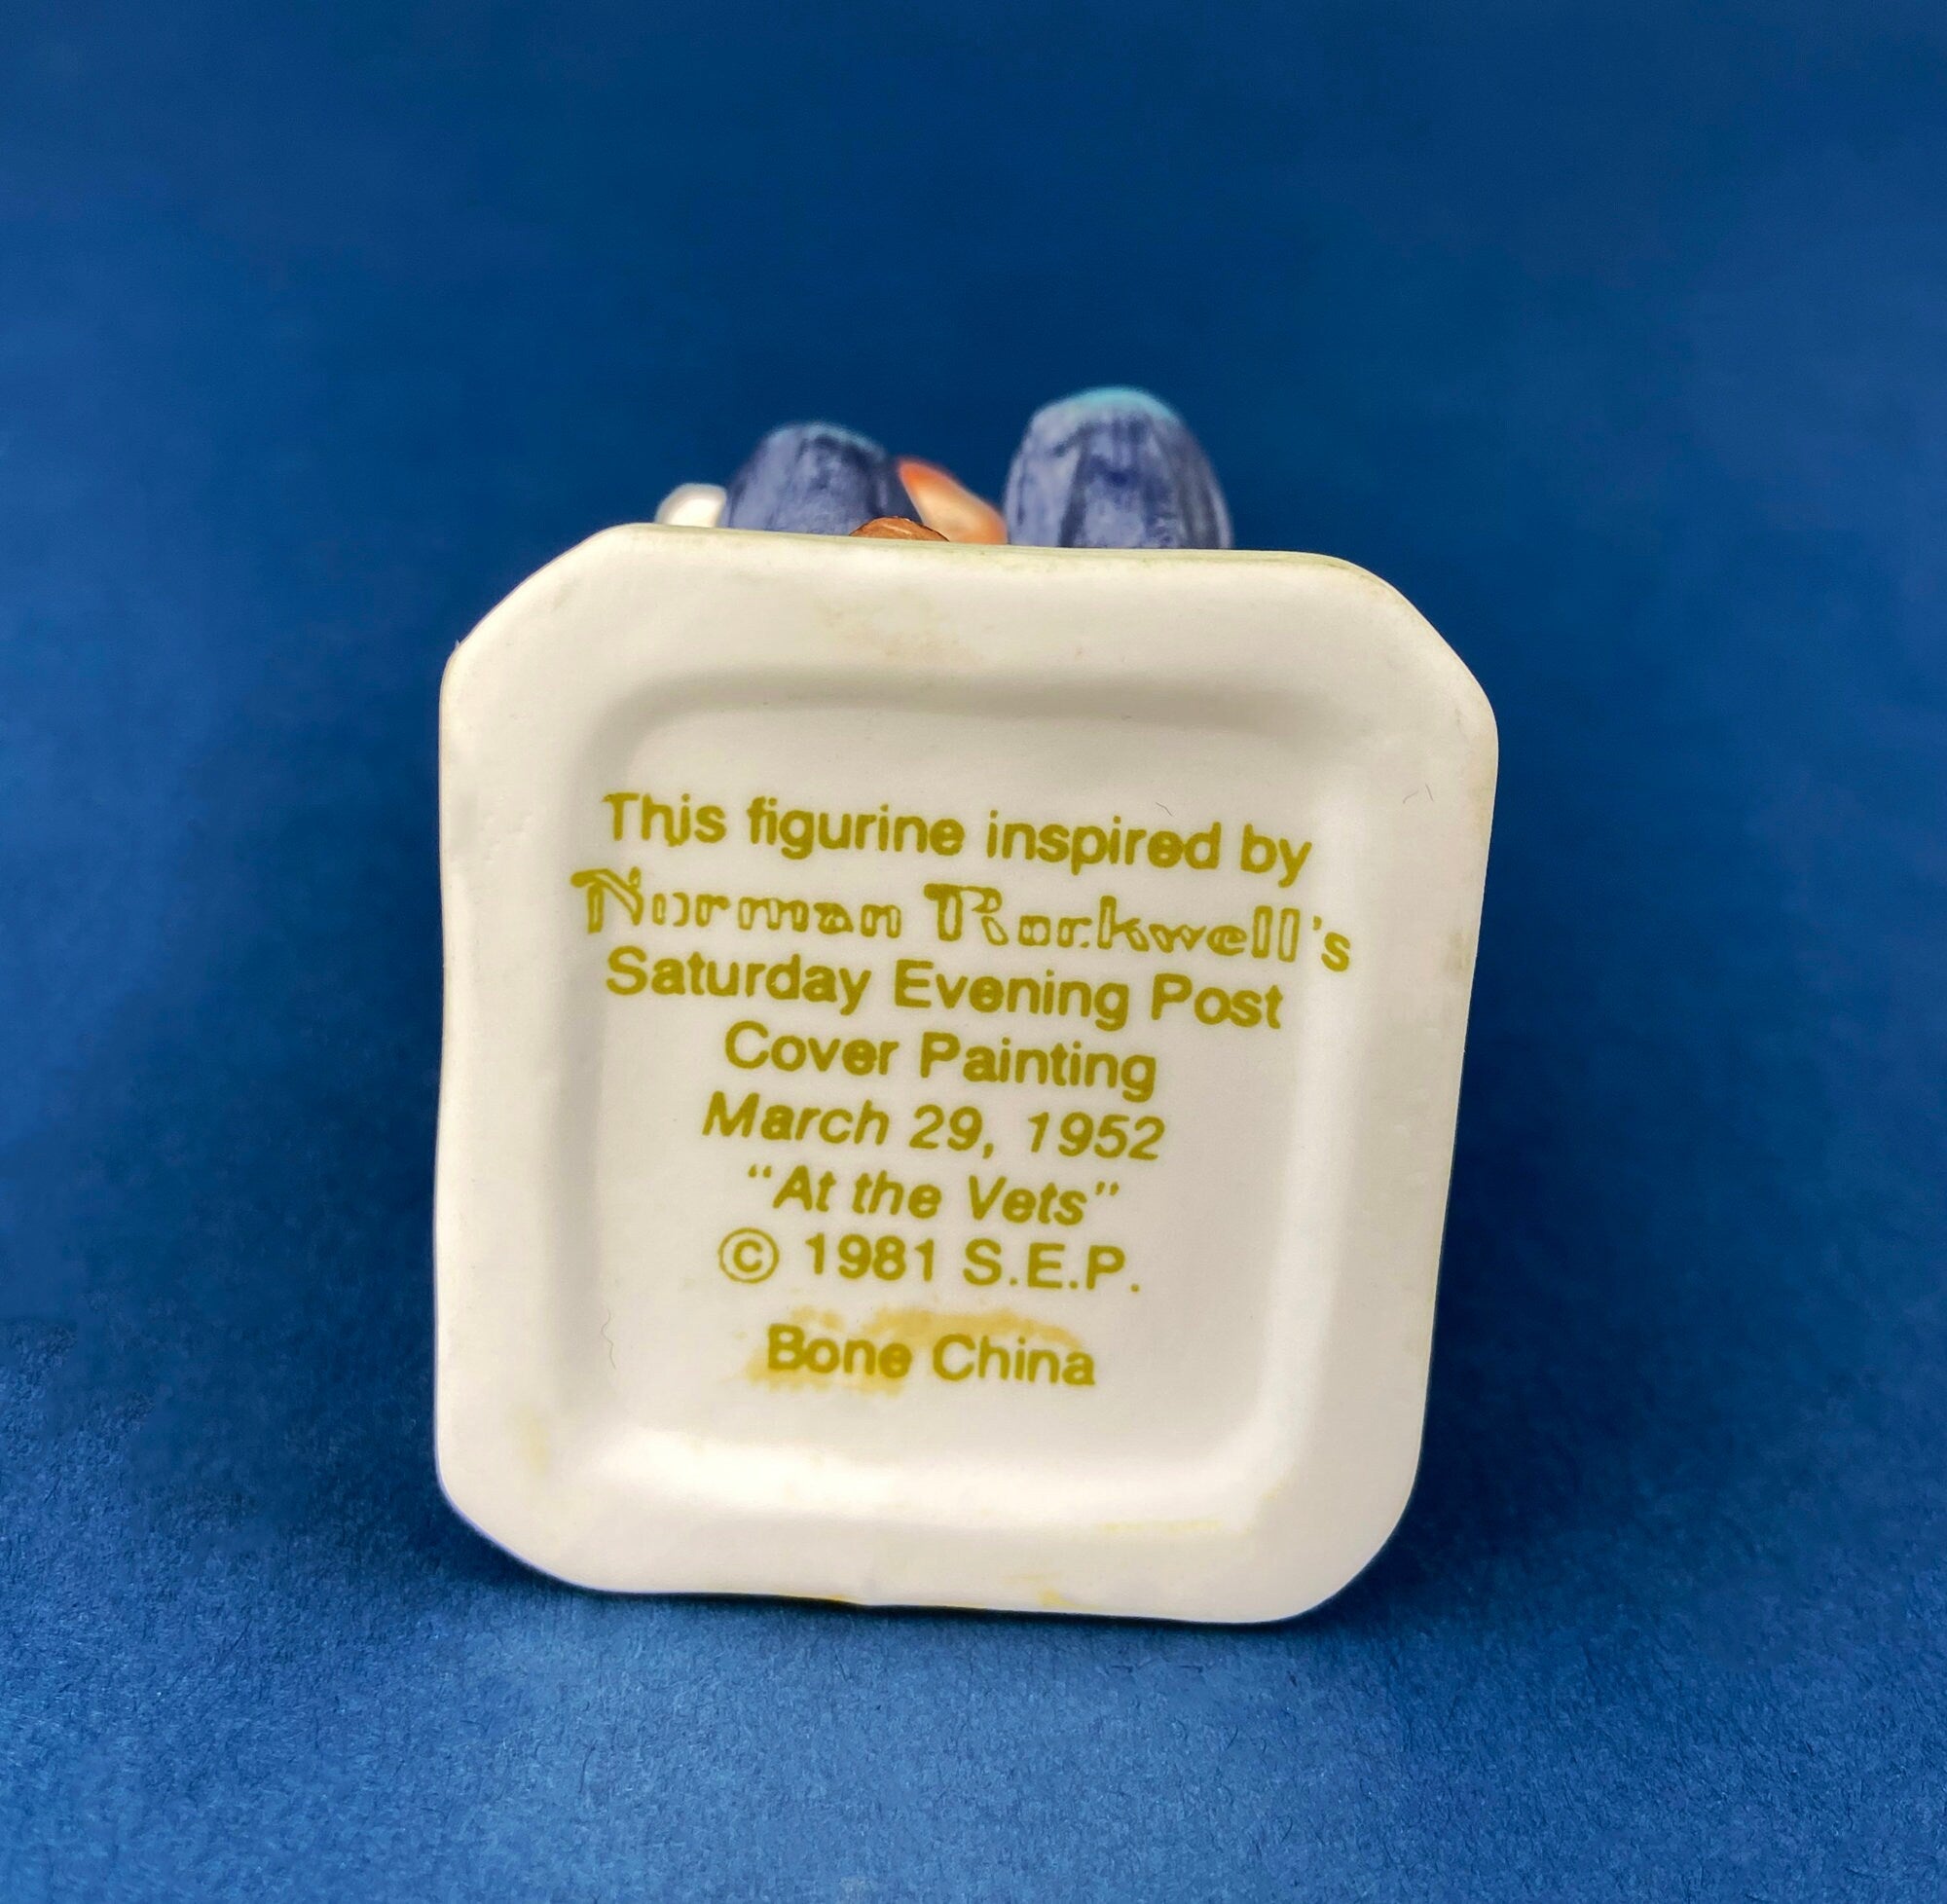 This figurine inspired by
Norman Rockwell's
Saturday Evening Post
Cover Painting
March 29, 1952
“At the Vets”
© 1981 S.E.P.
Bone China